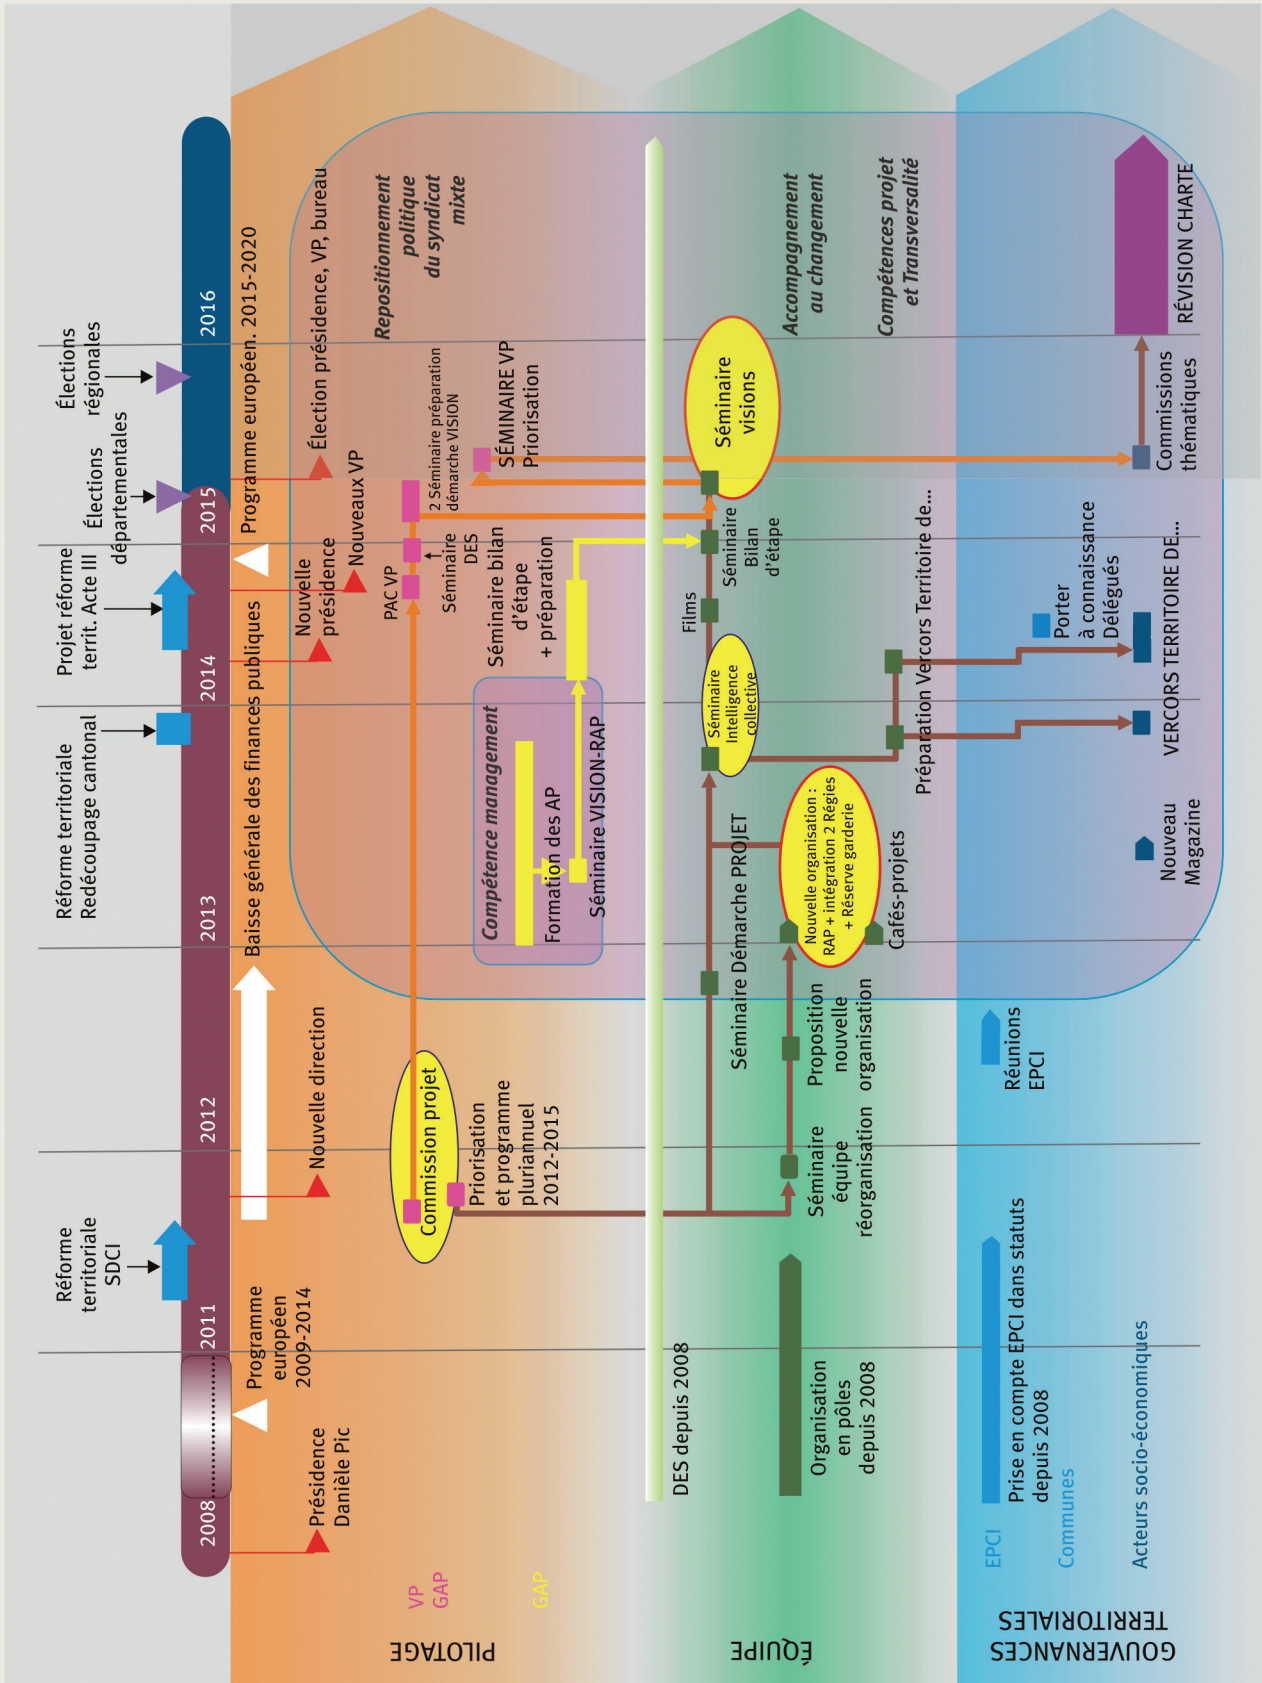 Réforme
territoriale
SDCI
Réforme territoriale
Redécoupage cantonal
Projet réforme
territ. Acte III
Élections
départementales
Élections
régionales
2008
2011
2012
2013
2014
2015
2016
Programme
européen
2009-2014
Baisse générale des finances publiques
Programme européen. 2015-2020
Présidence
Danièle Pic
Nouvelle direction
Nouvelle
présidence
Nouveaux VP
Élection présidence, VP, bureau
PILOTAGE
VP
GAP
GAP
Commission projet
Priorisation
et programme
pluriannuel
2012-2015
Compétence management
Formation des AP
Séminaire VISION-RAP
PAC VP
Séminaire
DES
Séminaire bilan
d'étape
+ préparation
2 Séminaire préparation
démarche VISION
SÉMINAIRE VP
Priorisation
Repositionnement
politique
du syndicat
mixte
ÉQUIPE
DES depuis 2008
Organisation
en pôles
depuis 2008
Séminaire
équipe
réorganisation
Proposition
nouvelle
organisation
Séminaire Démarche PROJET
Nouvelle organisation :
RAP + intégration 2 Régies
+ Réserve garderie
Cafés-projets
Séminaire
Intelligence
collective
Films
Séminaire
Bilan
d'étape
Séminaire
visions
Préparation Vercors Territoire de...
Accompagnement
au changement
Compétences projet
et Transversalité
GOUVERNANCES
TERRITORIALES
EPCI
Communes
Acteurs socio-économiques
Prise en compte EPCI dans statuts
depuis 2008
Réunions
EPCI
Nouveau
Magazine
Porter
à connaissance
Délégués
VERCORS TERRITOIRE DE...
Commissions
thématiques
RÉVISION CHARTE